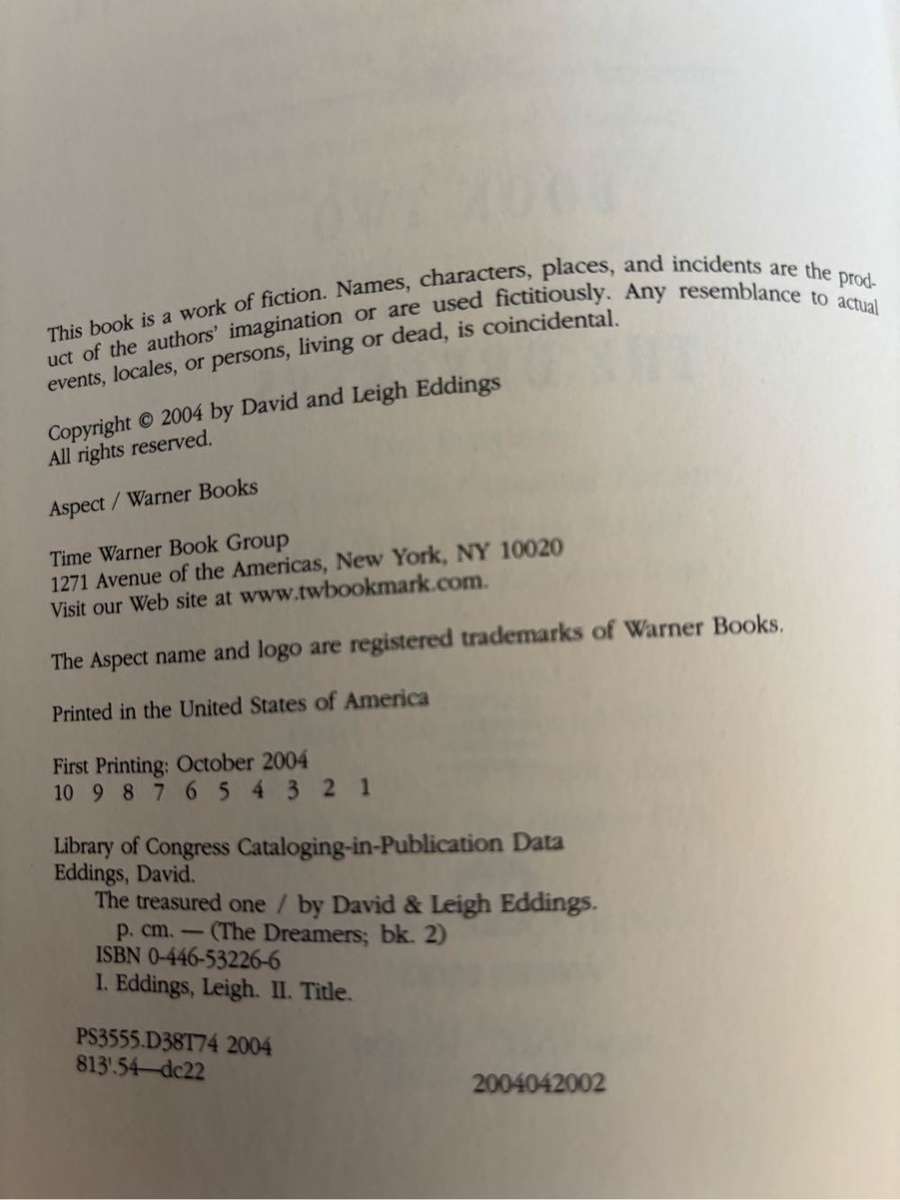 This book is a work of fiction. Names, characters, places, and incidents are the prod-
uct of the authors' imagination or are used fictitiously. Any resemblance to actual
events, locales, or persons, living or dead, is coincidental.
Copyright © 2004 by David and Leigh Eddings
All rights reserved.
Aspect / Warner Books
Time Warner Book Group
1271 Avenue of the Americas, New York, NY 10020
Visit our Web site at www.twbookmark.com.
The Aspect name and logo are registered trademarks of Warner Books.
Printed in the United States of America
First Printing: October 2004
10 9 8 7 6 5 4 3 2 1
Library of Congress Cataloging-in-Publication Data
Eddings, David.
The treasured one / by David & Leigh Eddings.
p. cm. — (The Dreamers; bk. 2)
ISBN 0-446-53226-6
I. Eddings, Leigh. II. Title.
PS3555.D38T74 2004
813'.54—dc22
2004042002